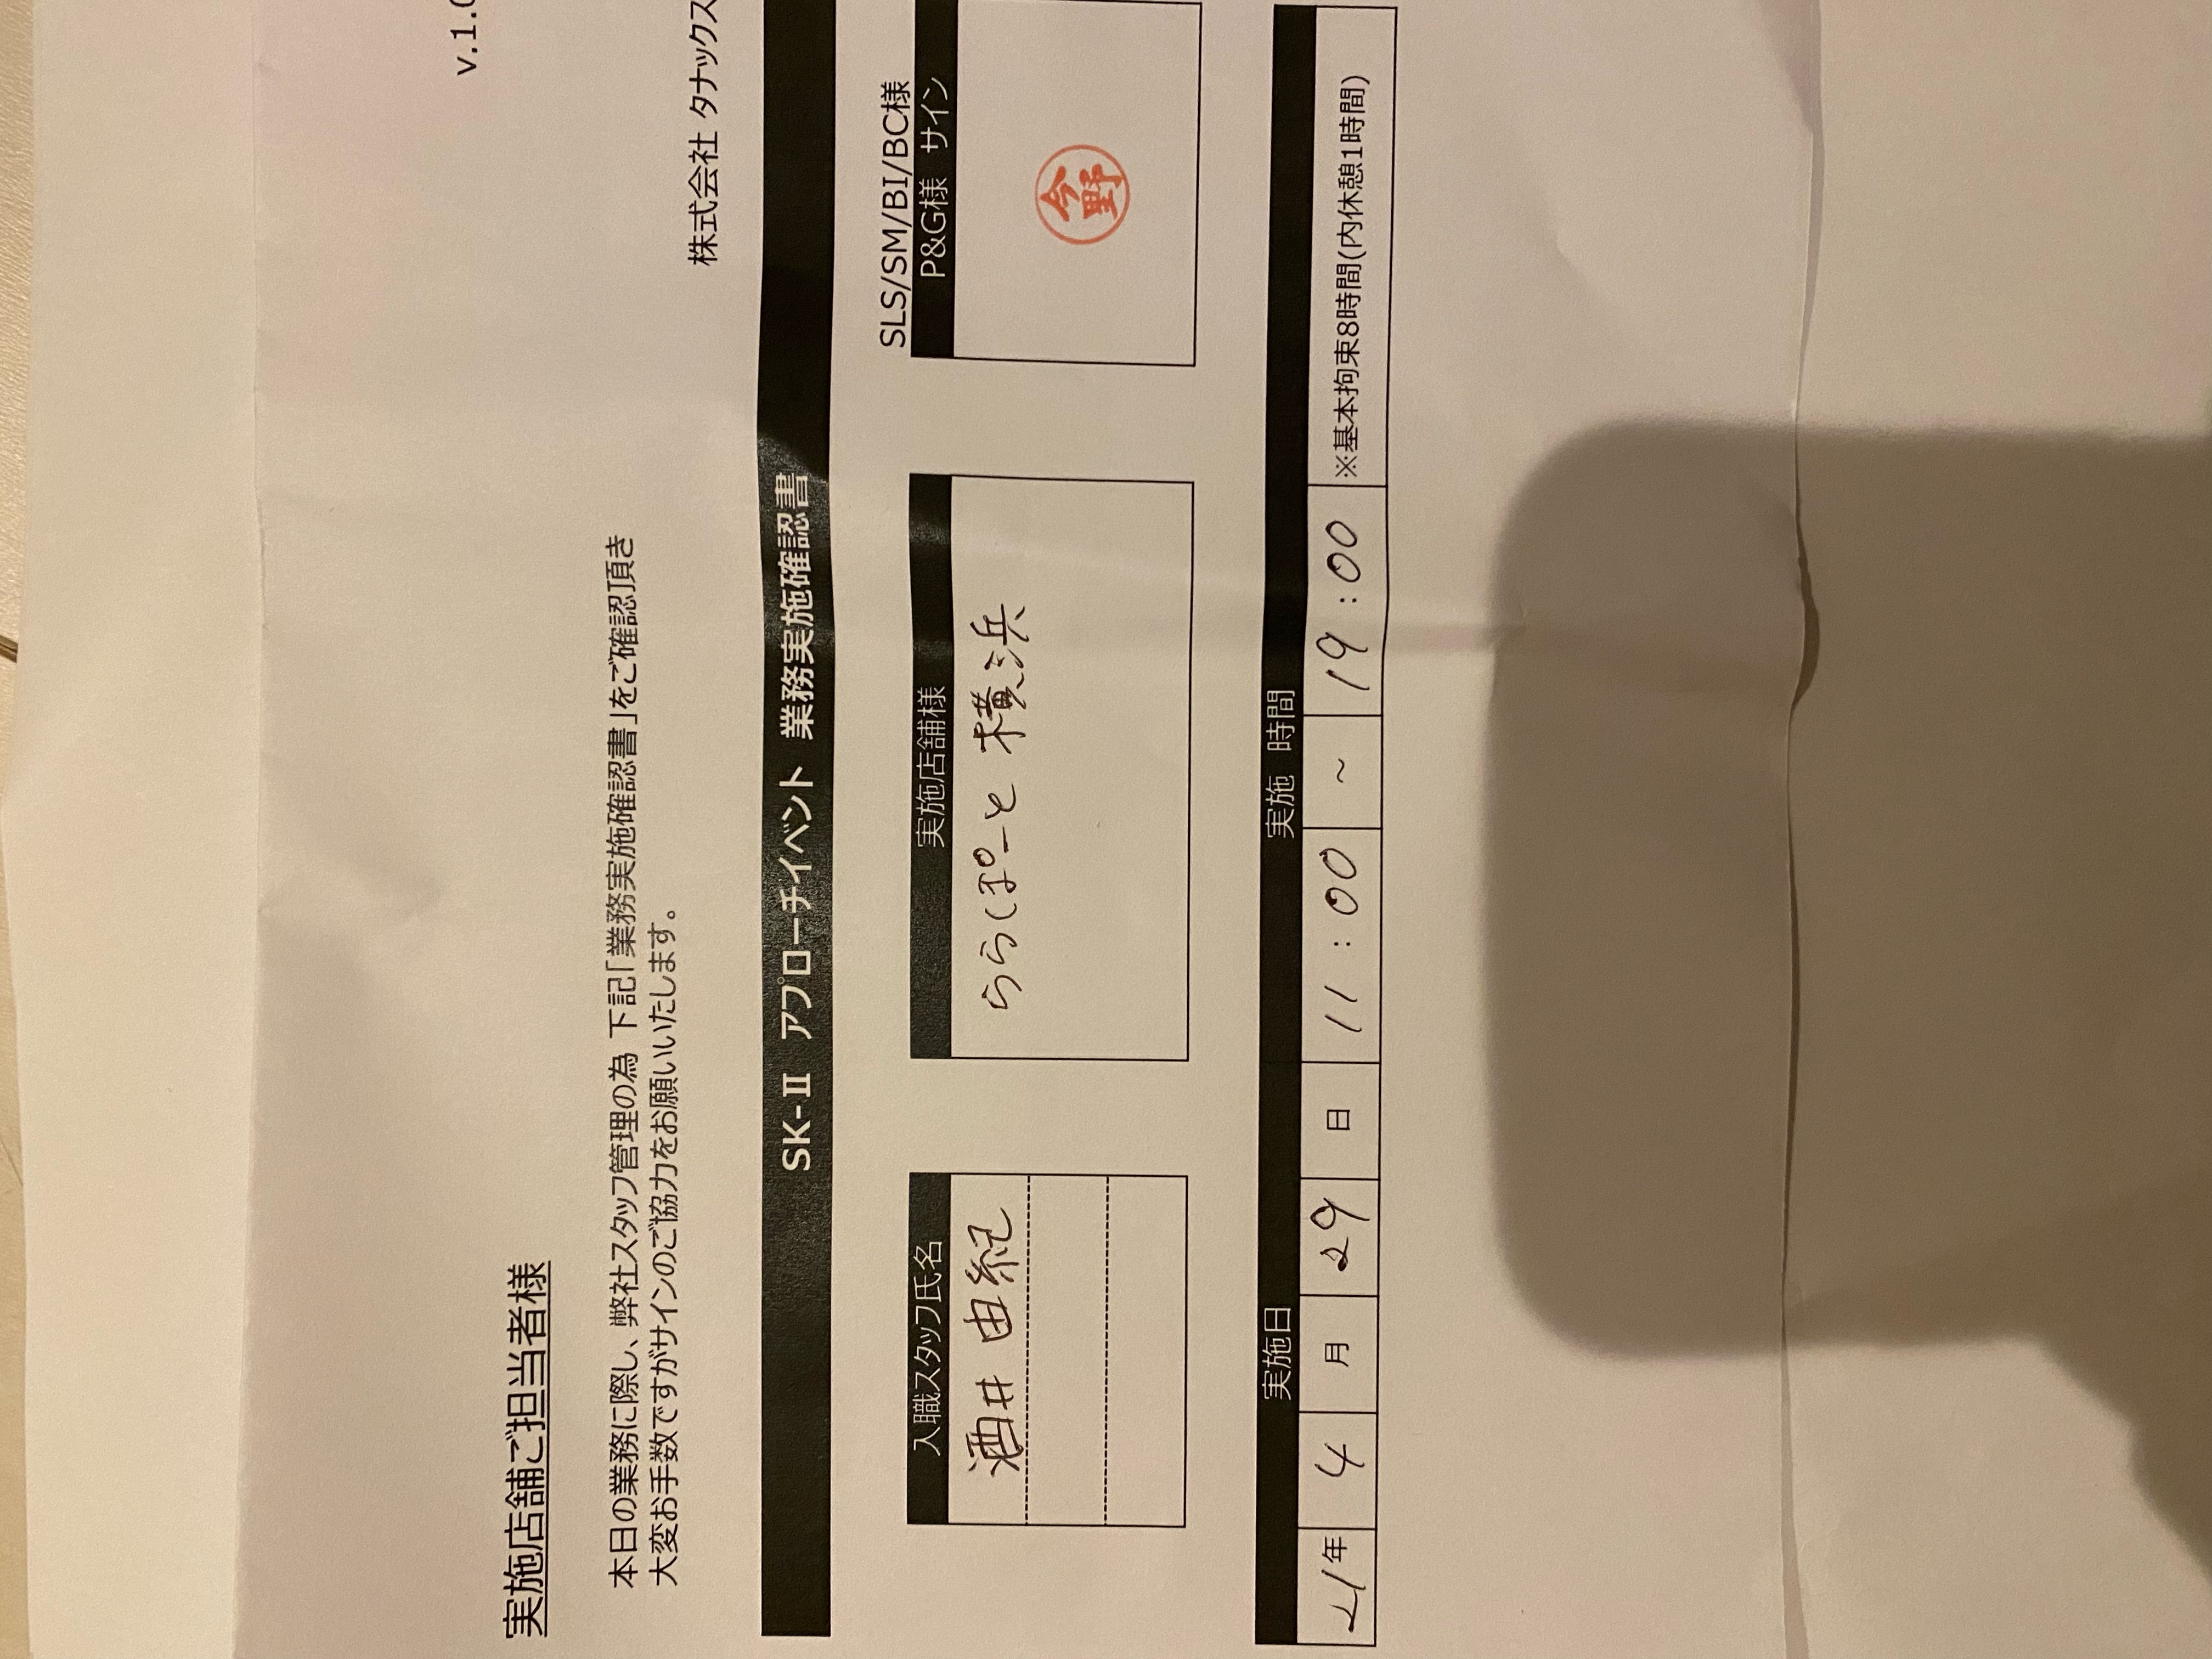 v.1.0
実施店舗ご担当者様
本日の業務に際し、弊社スタッフ管理の為 下記「業務実施確認書」をご確認頂き
大変お手数ですがサインのご協力をお願いいたします。
株式会社 タナックス
SK-Ⅱ アプローチイベント 業務実施確認書
SLS/SM/BI/BC様
入職スタッフ氏名 実施店舗様 P&G様 サイン
酒井 由紀 ららぽーと 横浜
今野
実施日 実施 時間
21年 4 月 29 日 11 : 00 ～ 19 : 00 ※基本拘束8時間(内休憩1時間)